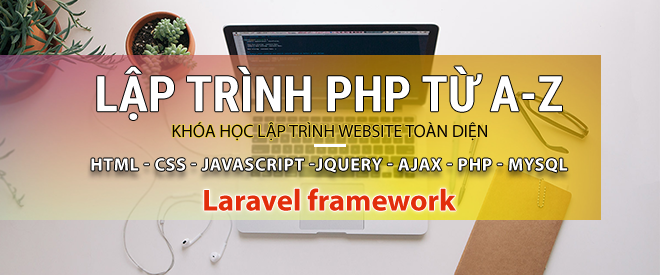 LẬP TRÌNH PHP TỪ A-Z
KHÓA HỌC LẬP TRÌNH WEBSITE TOÀN DIỆN
HTML - CSS - JAVASCRIPT -JQUERY - AJAX - PHP - MYSQL
Laravel framework